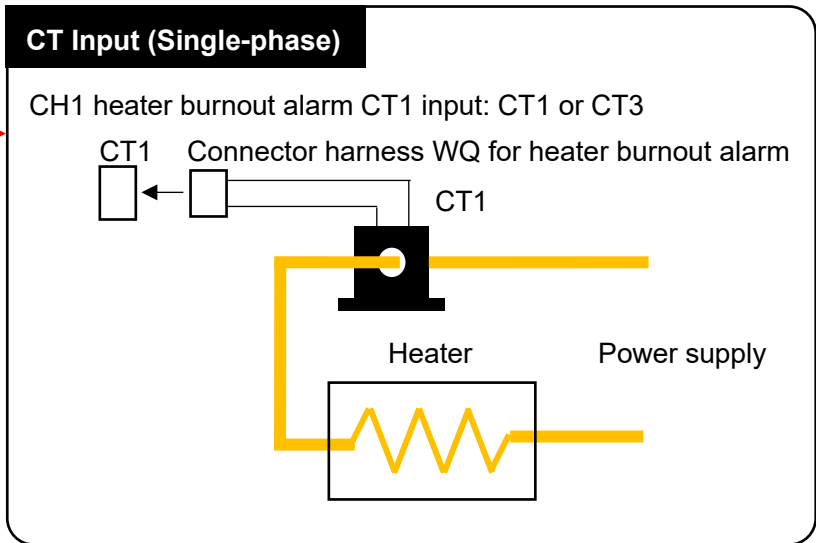 CT Input (Single-phase)
CH1 heater burnout alarm CT1 input: CT1 or CT3
CT1 Connector harness WQ for heater burnout alarm
CT1
Heater Power supply